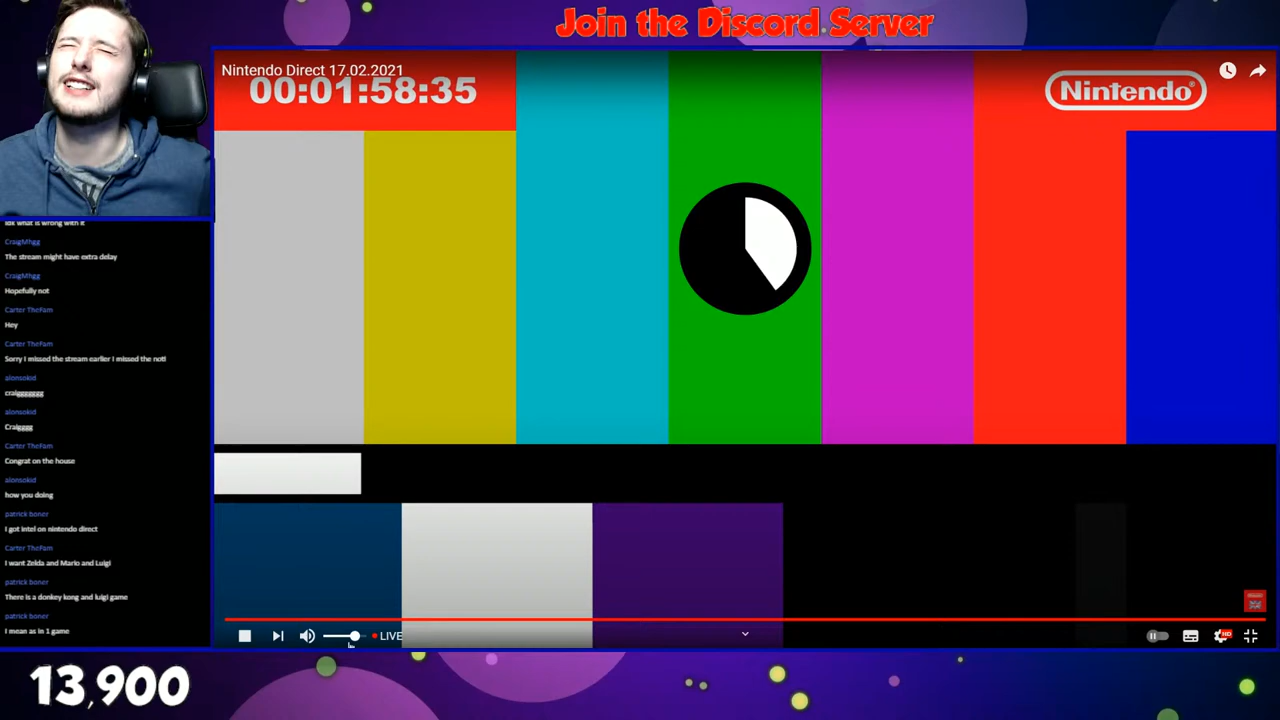 Join the Discord Server
Nintendo Direct 17.02.2021
00:01:58:35
Nintendo
idk what is wrong with it
CraigMhgg
The stream might have extra delay
CraigMhgg
Hopefully not
Carter TheFam
Hey
Carter TheFam
Sorry I missed the stream earlier I missed the noti
alonsokid
craigggggggg
alonsokid
Craigggg
Carter TheFam
Congrat on the house
alonsokid
how you doing
patrick boner
I got intel on nintendo direct
Carter TheFam
I want Zelda and Mario and Luigi
patrick boner
There is a donkey kong and luigi game
patrick boner
I mean as in 1 game
LIVE
HD
13,900